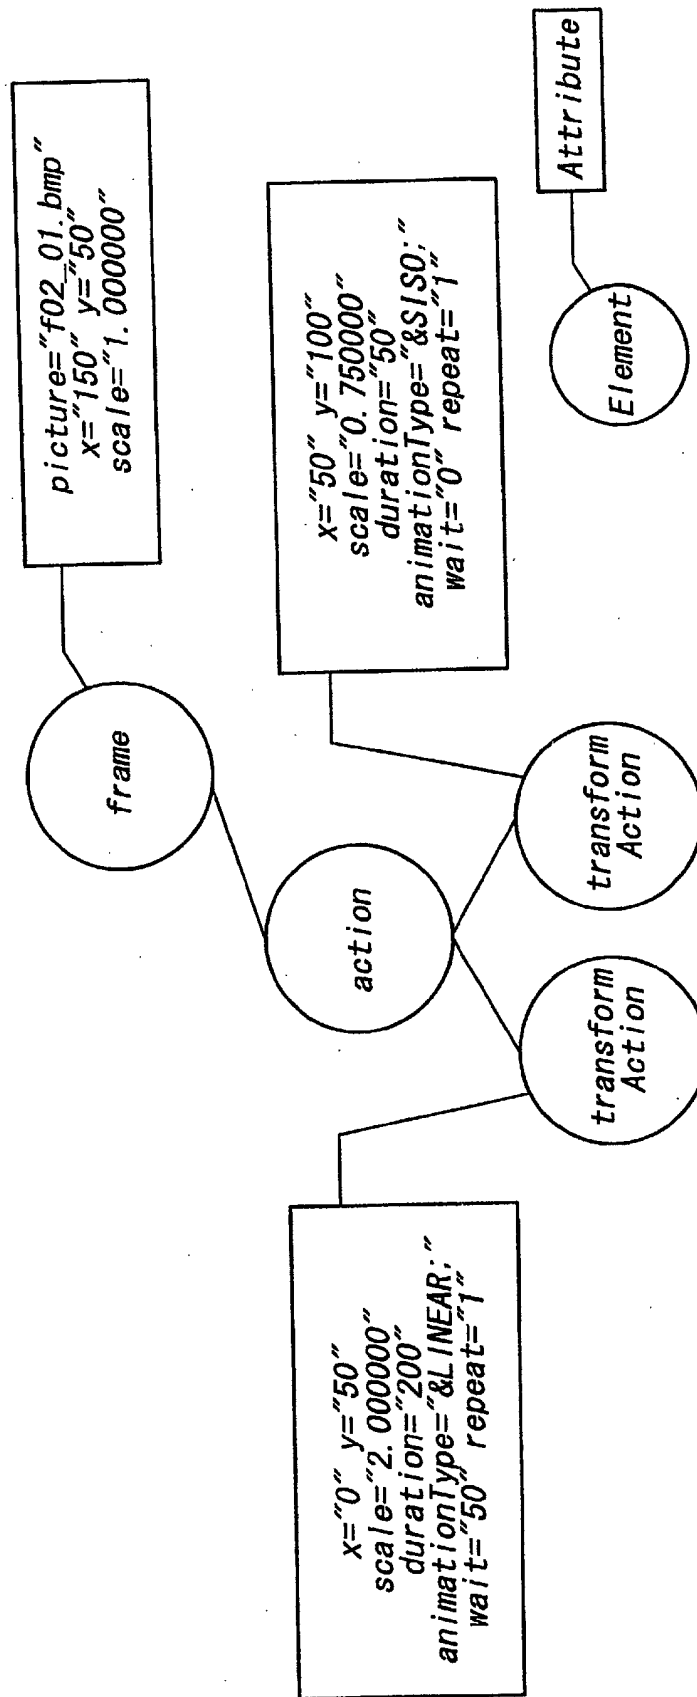 frame
picture="f02_01.bmp"
x="150" y="50"
scale="1.000000"
action
x="0" y="50"
scale="2.000000"
duration="200"
animationType="&LINEAR;"
wait="50" repeat="1"
transform
Action
transform
Action
x="50" y="100"
scale="0.750000"
duration="50"
animationType="&SISO;"
wait="0" repeat="1"
Element
Attribute